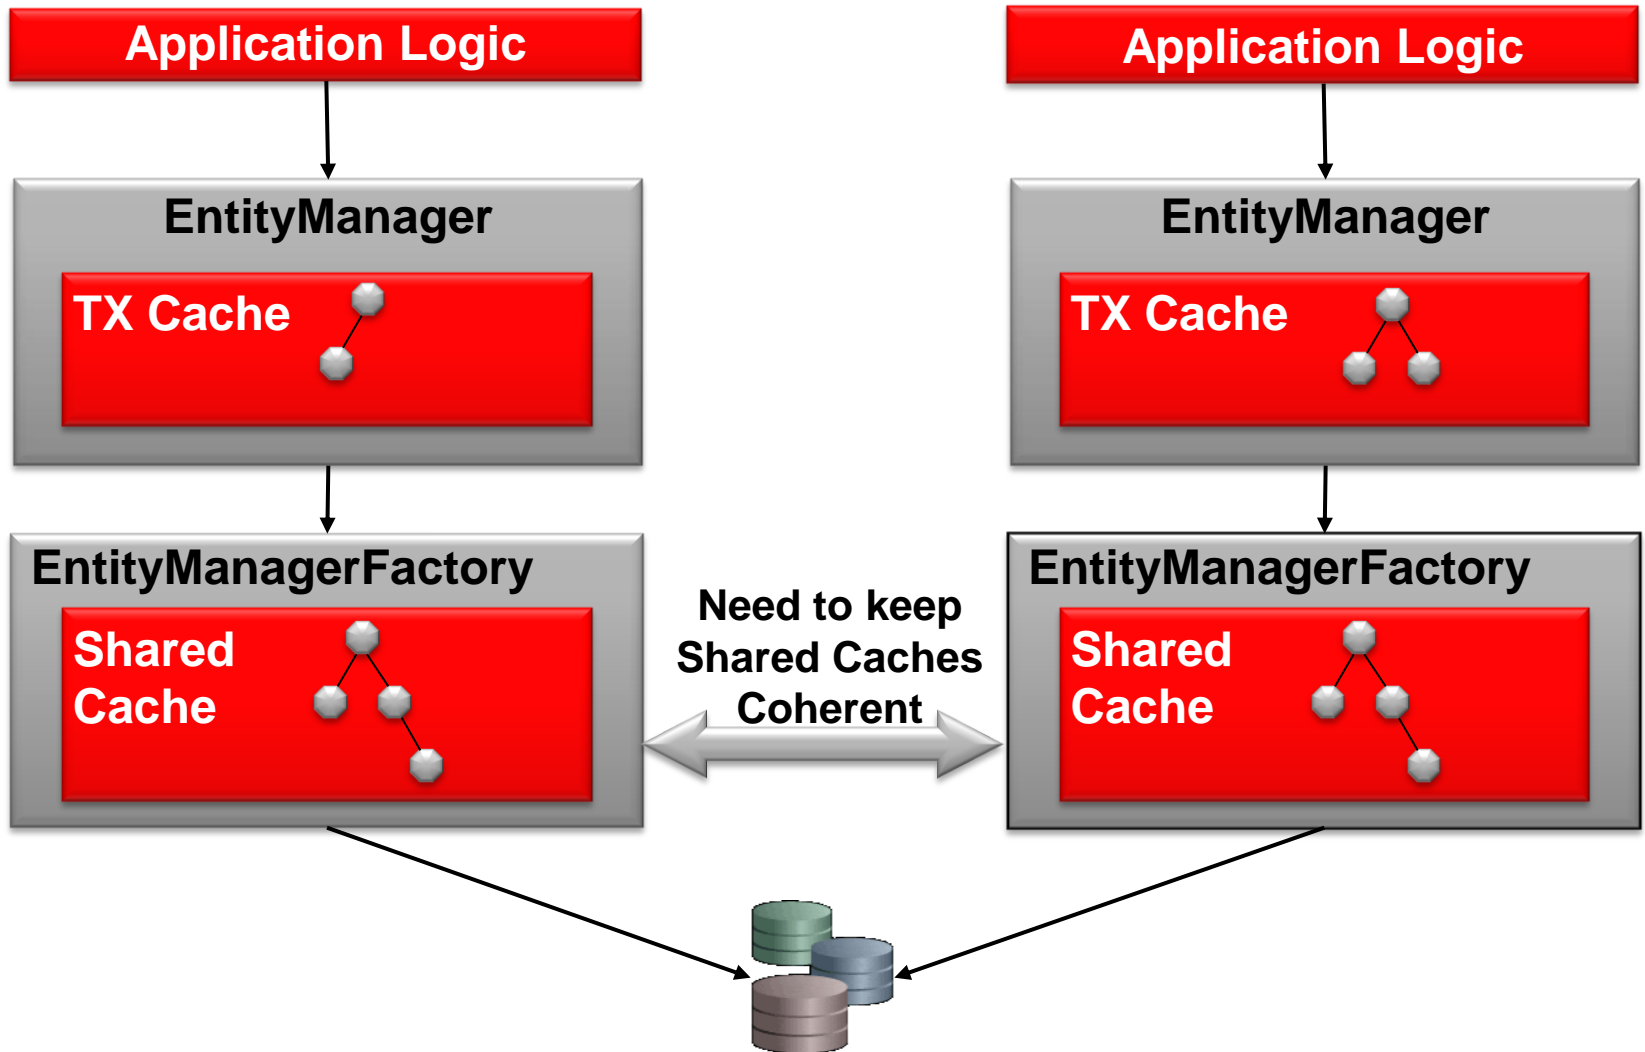 Application Logic
Application Logic
EntityManager
EntityManager
TX Cache
TX Cache
EntityManagerFactory
EntityManagerFactory
Shared
Cache
Need to keep
Shared Caches
Coherent
Shared
Cache